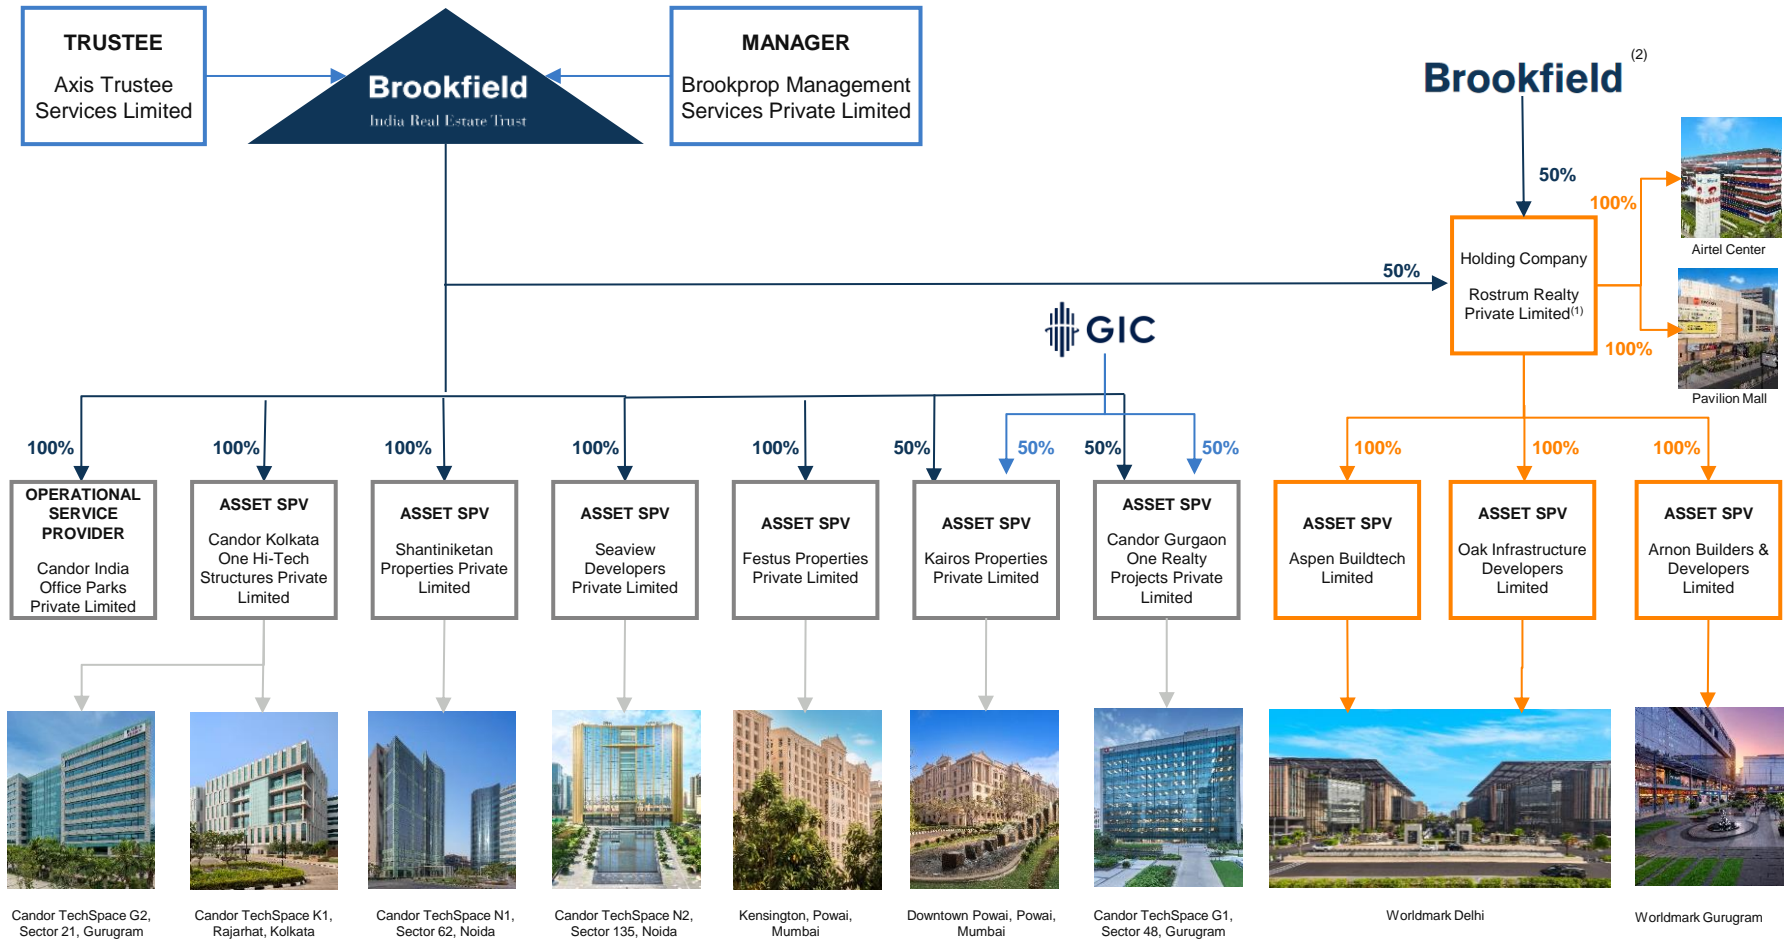 TRUSTEE
Axis Trustee
Services Limited
Brookfield
India Real Estate Trust
MANAGER
Brookprop Management
Services Private Limited
Brookfield (2)
50%
100%
Airtel Center
Holding Company
Rostrum Realty
Private Limited(1)
50%
100%
Pavilion Mall
GIC
100%
100%
100%
100%
100%
50%
50%
50%
50%
100%
100%
100%
OPERATIONAL
SERVICE
PROVIDER
Candor India
Office Parks
Private Limited
ASSET SPV
Candor Kolkata
One Hi-Tech
Structures Private
Limited
ASSET SPV
Shantiniketan
Properties Private
Limited
ASSET SPV
Seaview
Developers
Private Limited
ASSET SPV
Festus Properties
Private Limited
ASSET SPV
Kairos Properties
Private Limited
ASSET SPV
Candor Gurgaon
One Realty
Projects Private
Limited
ASSET SPV
Aspen Buildtech
Limited
ASSET SPV
Oak Infrastructure
Developers
Limited
ASSET SPV
Arnon Builders &
Developers
Limited
Candor TechSpace G2,
Sector 21, Gurugram
Candor TechSpace K1,
Rajarhat, Kolkata
Candor TechSpace N1,
Sector 62, Noida
Candor TechSpace N2,
Sector 135, Noida
Kensington, Powai,
Mumbai
Downtown Powai, Powai,
Mumbai
Candor TechSpace G1,
Sector 48, Gurugram
Worldmark Delhi
Worldmark Gurugram